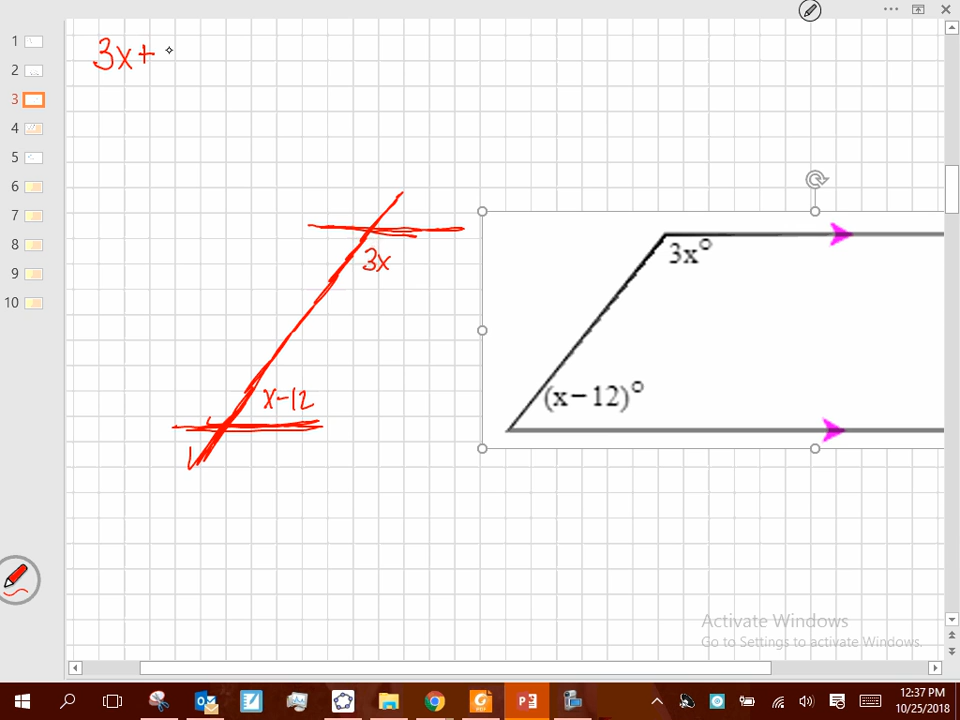 3x+
1
2
3
4
5
6
7
8
9
10
3x
x-12
3x°
(x-12)°
Activate Windows
Go to Settings to activate Windows.
12:37 PM
10/25/2018